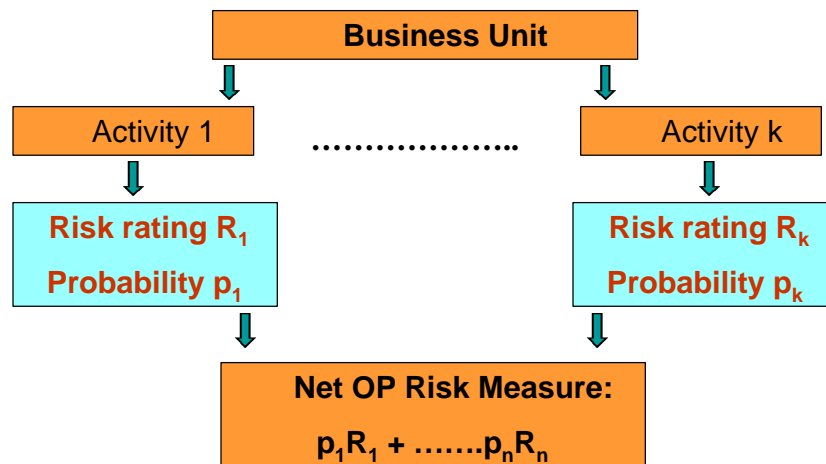 Business Unit
Activity 1
…………………..
Activity k
Risk rating R₁
Probability p₁
Risk rating Rₖ
Probability pₖ
Net OP Risk Measure:
p₁R₁ + …….pₙRₙ